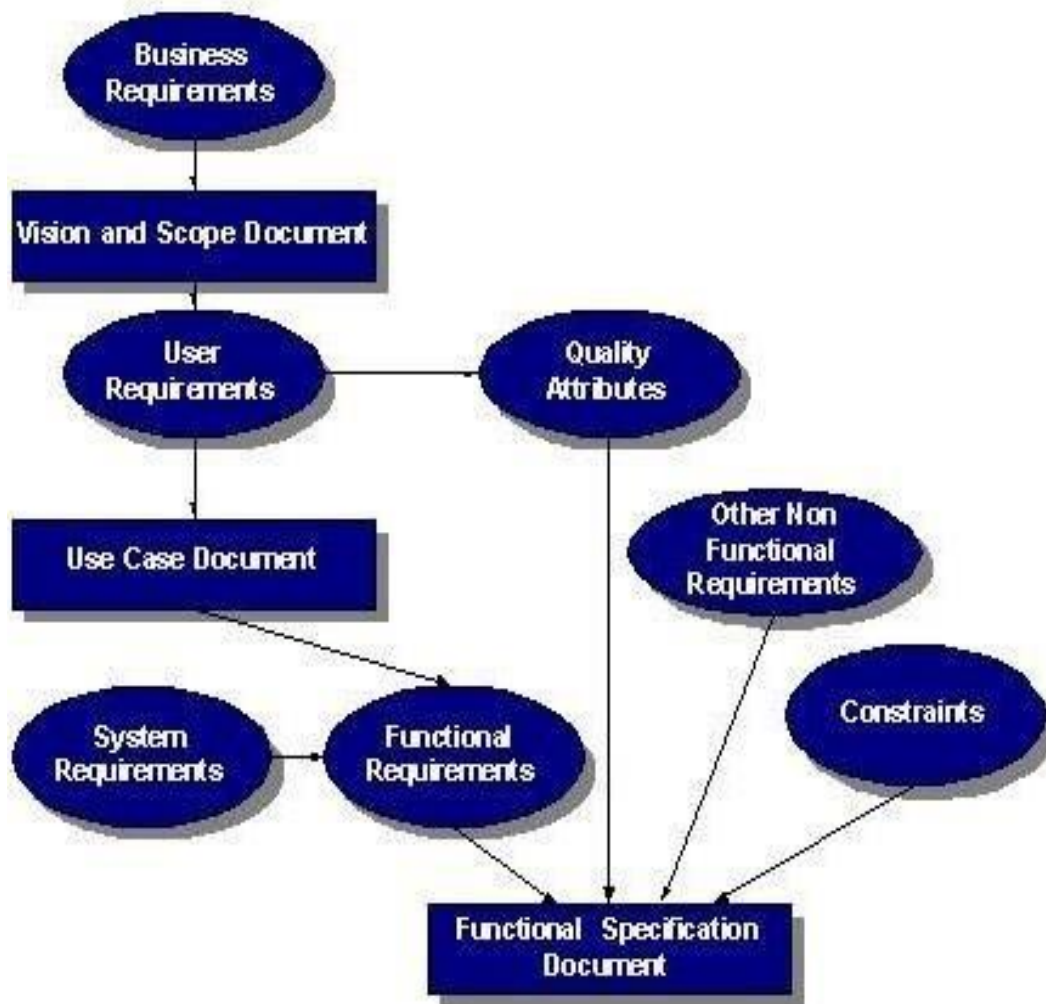 Business
Requirements
Vision and Scope Document
User
Requirements
Quality
Attributes
Use Case Document
Other Non
Functional
Requirements
System
Requirements
Functional
Requirements
Constraints
Functional Specification
Document